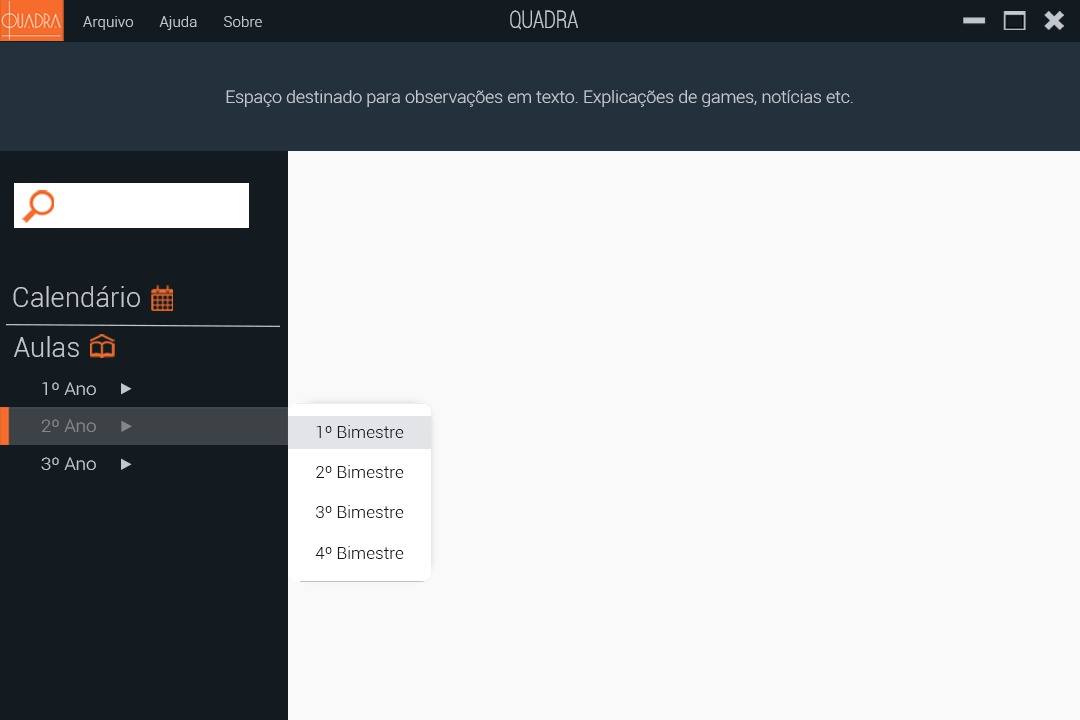 QUADRA
Arquivo Ajuda Sobre
QUADRA
Espaço destinado para observações em texto. Explicações de games, notícias etc.
Calendário
Aulas
1º Ano
2º Ano
3º Ano
1º Bimestre
2º Bimestre
3º Bimestre
4º Bimestre